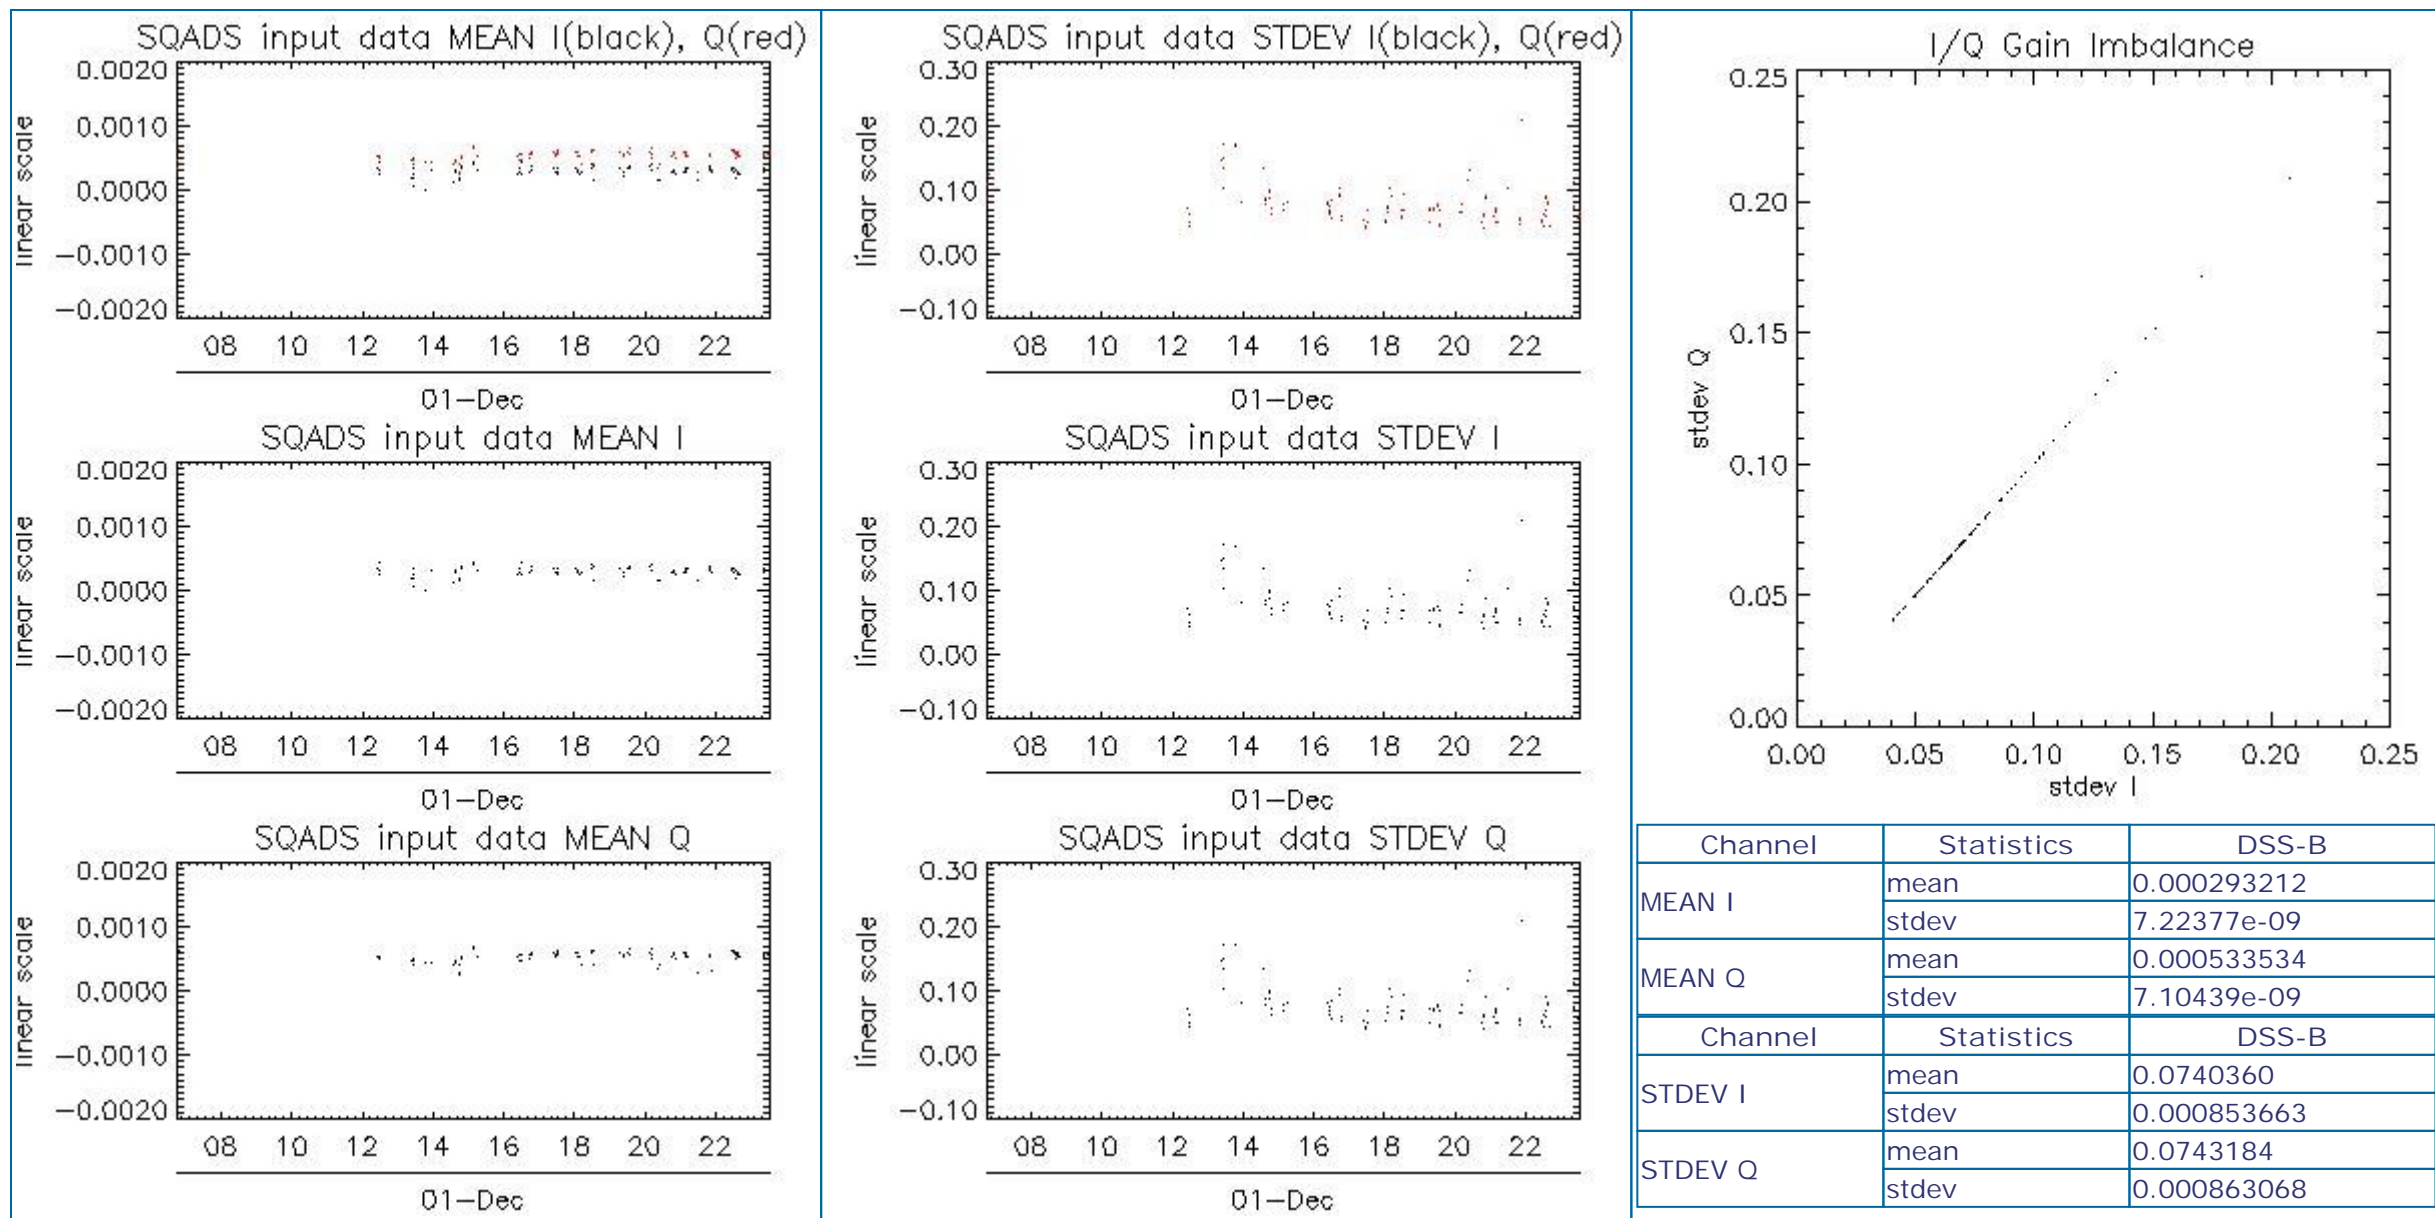 SQADS input data MEAN I(black), Q(red)
0.0020
0.0010
0.0000
−0.0010
−0.0020
linear scale
08 10 12 14 16 18 20 22
01−Dec
SQADS input data MEAN I
0.0020
0.0010
0.0000
−0.0010
−0.0020
linear scale
08 10 12 14 16 18 20 22
01−Dec
SQADS input data MEAN Q
0.0020
0.0010
0.0000
−0.0010
−0.0020
linear scale
08 10 12 14 16 18 20 22
01−Dec
SQADS input data STDEV I(black), Q(red)
0.30
0.20
0.10
0.00
−0.10
linear scale
08 10 12 14 16 18 20 22
01−Dec
SQADS input data STDEV I
0.30
0.20
0.10
0.00
−0.10
linear scale
08 10 12 14 16 18 20 22
01−Dec
SQADS input data STDEV Q
0.30
0.20
0.10
0.00
−0.10
linear scale
08 10 12 14 16 18 20 22
01−Dec
I/Q Gain Imbalance
0.25
0.20
0.15
0.10
0.05
0.00
stdev Q
0.00 0.05 0.10 0.15 0.20 0.25
stdev I
Channel Statistics DSS-B
MEAN I mean 0.000293212
stdev 7.22377e-09
MEAN Q mean 0.000533534
stdev 7.10439e-09
Channel Statistics DSS-B
STDEV I mean 0.0740360
stdev 0.000853663
STDEV Q mean 0.0743184
stdev 0.000863068